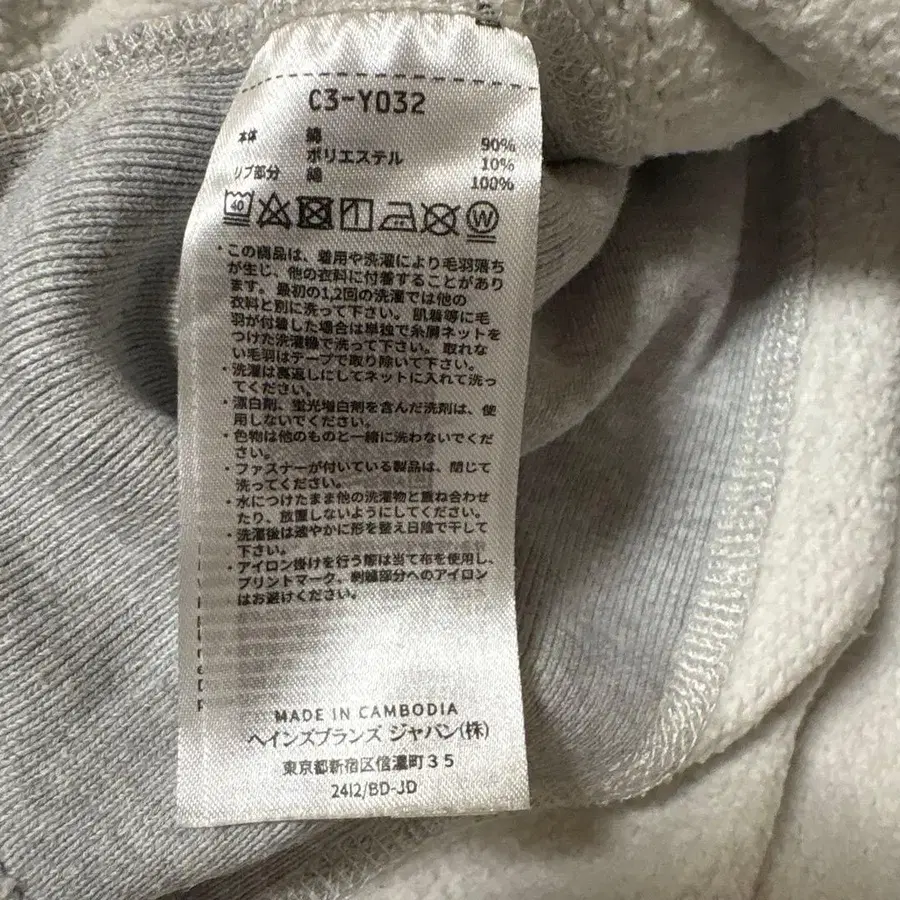 C3-Y032
本体 綿 90%
ポリエステル 10%
リブ部分 綿 100%
40 W
・この商品は、着用や洗濯により毛羽落ち
が生じ、他の衣料に付着することがあり
ます。最初の1,2回の洗濯では他の
衣料と別に洗って下さい。肌着等に毛
羽が付着した場合は単独で糸屑ネットを
つけた洗濯機で洗って下さい。取れな
い毛羽はテープで取り除いて下さい。
・洗濯は裏返しにしてネットに入れて洗っ
てください。
・漂白剤、蛍光増白剤を含んだ洗剤は、使
用しないでください。
・色物は他のものと一緒に洗わないでくだ
さい。
・ファスナーが付いている製品は、閉じて
洗ってください。
・水につけたまま他の洗濯物と重ね合わせ
たり、放置しないようにしてください。
・洗濯後は速やかに形を整え日陰で干して
下さい。
・アイロン掛けを行う際は当て布を使用し、
プリントマーク、刺繍部分へのアイロン
はお避けください。
MADE IN CAMBODIA
ヘインズブランズ ジャパン(株)
東京都新宿区信濃町35
2412/BD-JD